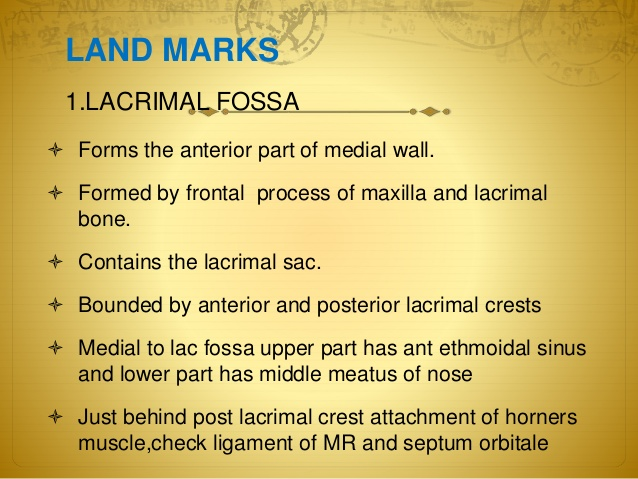 LAND MARKS
1.LACRIMAL FOSSA
Forms the anterior part of medial wall.
Formed by frontal process of maxilla and lacrimal
bone.
Contains the lacrimal sac.
Bounded by anterior and posterior lacrimal crests
Medial to lac fossa upper part has ant ethmoidal sinus
and lower part has middle meatus of nose
Just behind post lacrimal crest attachment of horners
muscle,check ligament of MR and septum orbitale